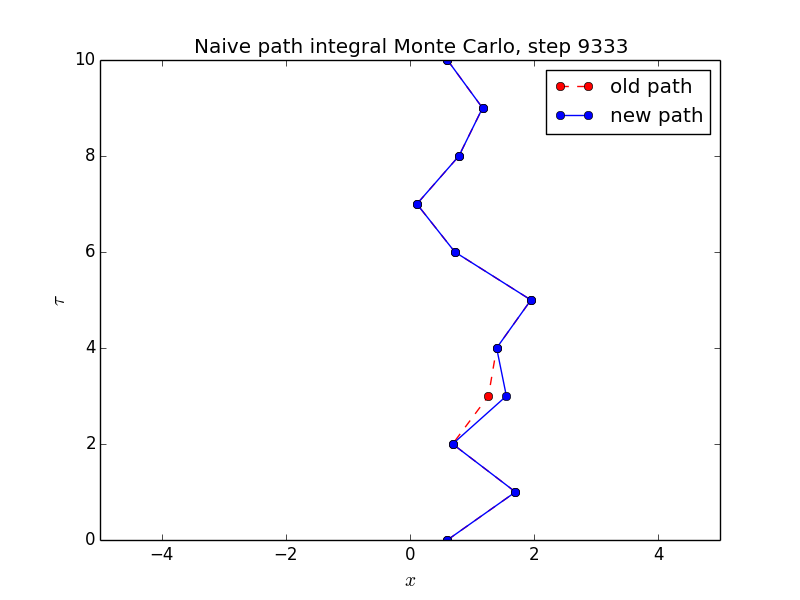 Naive path integral Monte Carlo, step 9333
old path
new path
10
8
6
4
2
0
τ
−4 −2 0 2 4
x